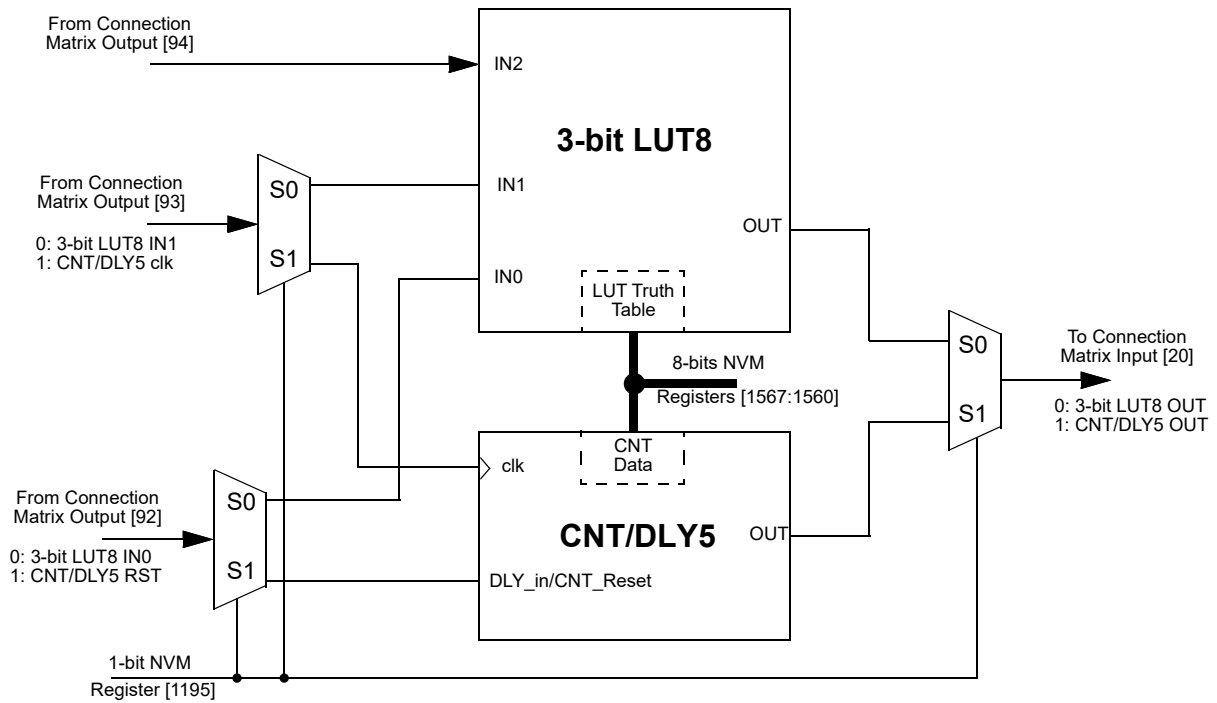 From Connection
Matrix Output [94]
IN2
3-bit LUT8
From Connection
Matrix Output [93]
0: 3-bit LUT8 IN1
1: CNT/DLY5 clk
S0
S1
IN1
IN0
OUT
LUT Truth
Table
8-bits NVM
Registers [1567:1560]
S0
S1
To Connection
Matrix Input [20]
0: 3-bit LUT8 OUT
1: CNT/DLY5 OUT
CNT
Data
clk
CNT/DLY5
OUT
DLY_in/CNT_Reset
From Connection
Matrix Output [92]
0: 3-bit LUT8 IN0
1: CNT/DLY5 RST
S0
S1
1-bit NVM
Register [1195]